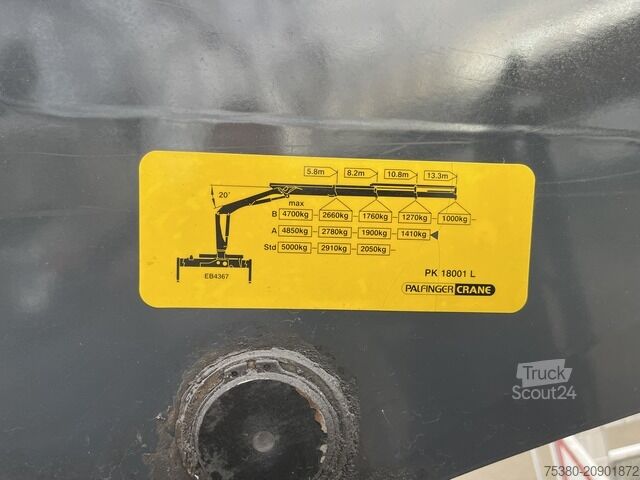 5.8m 8.2m 10.8m 13.3m
20°
max
B 4700kg 2660kg 1760kg 1270kg 1000kg
A 4850kg 2780kg 1900kg 1410kg
Std 5000kg 2910kg 2050kg
EB4367
PK 18001 L
PALFINGER CRANE
Truck
Scout24
75380-20901872